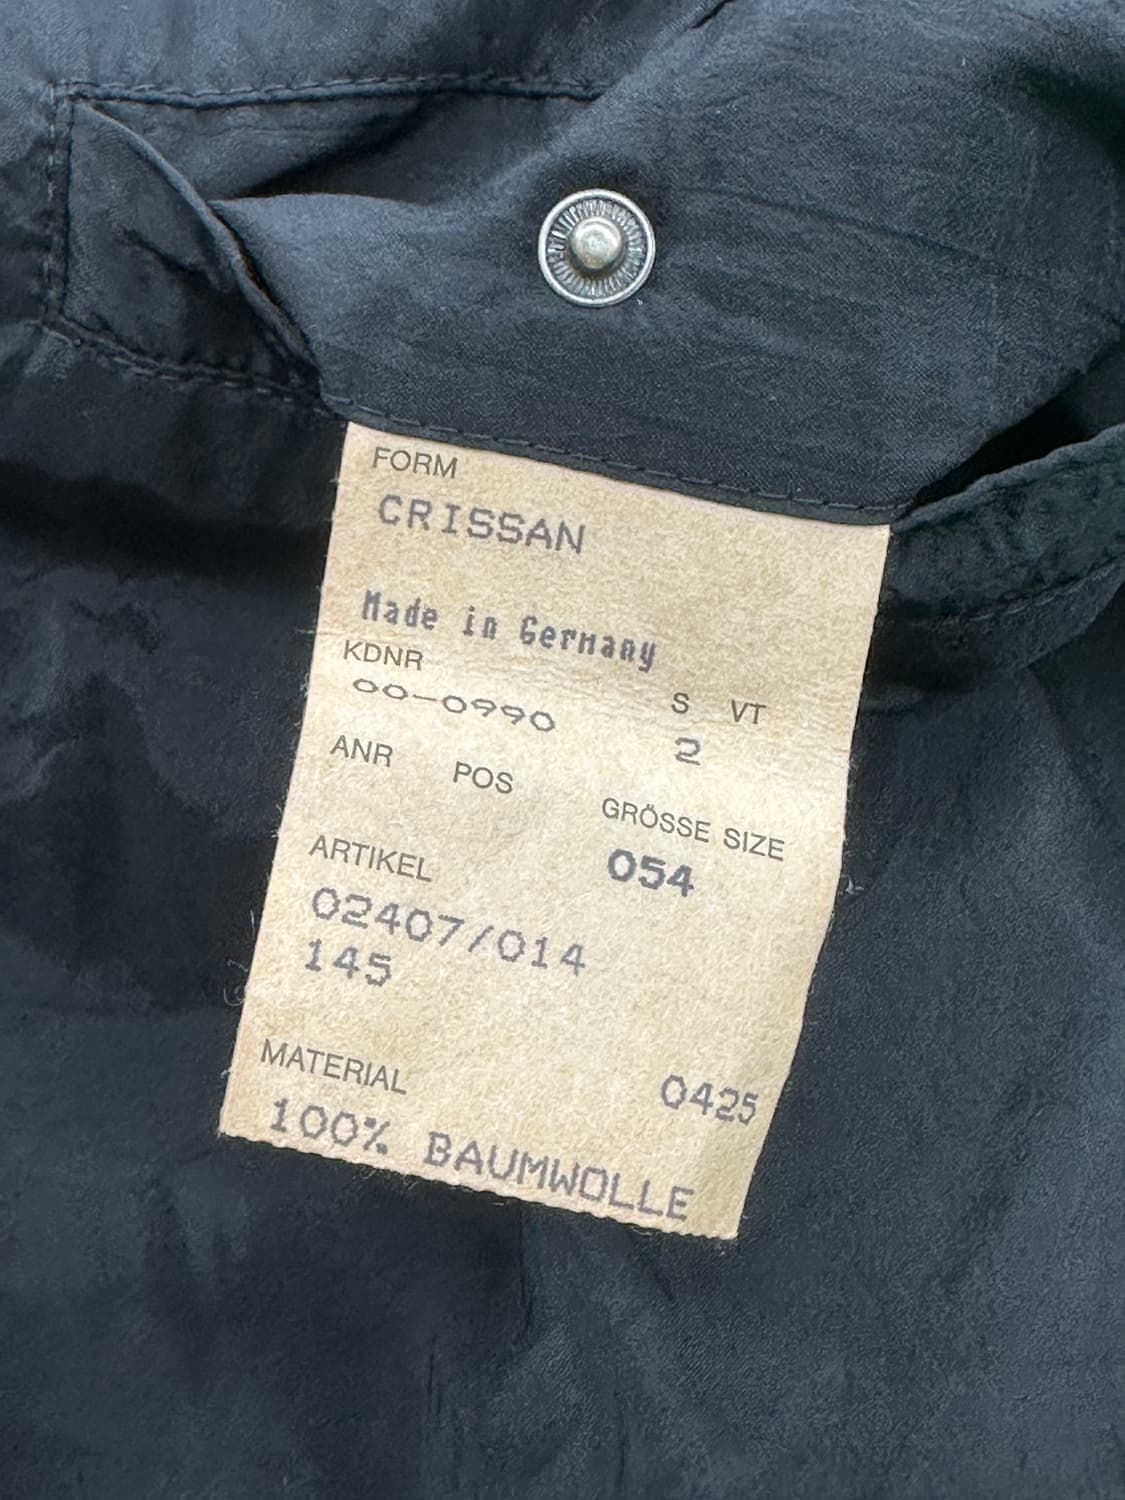 FORM
CRISSAN
Made in Germany
KDNR S VT
00-0990 2
ANR POS GRÖSSE SIZE
054
ARTIKEL
02407/014
145
MATERIAL 0425
100% BAUMWOLLE